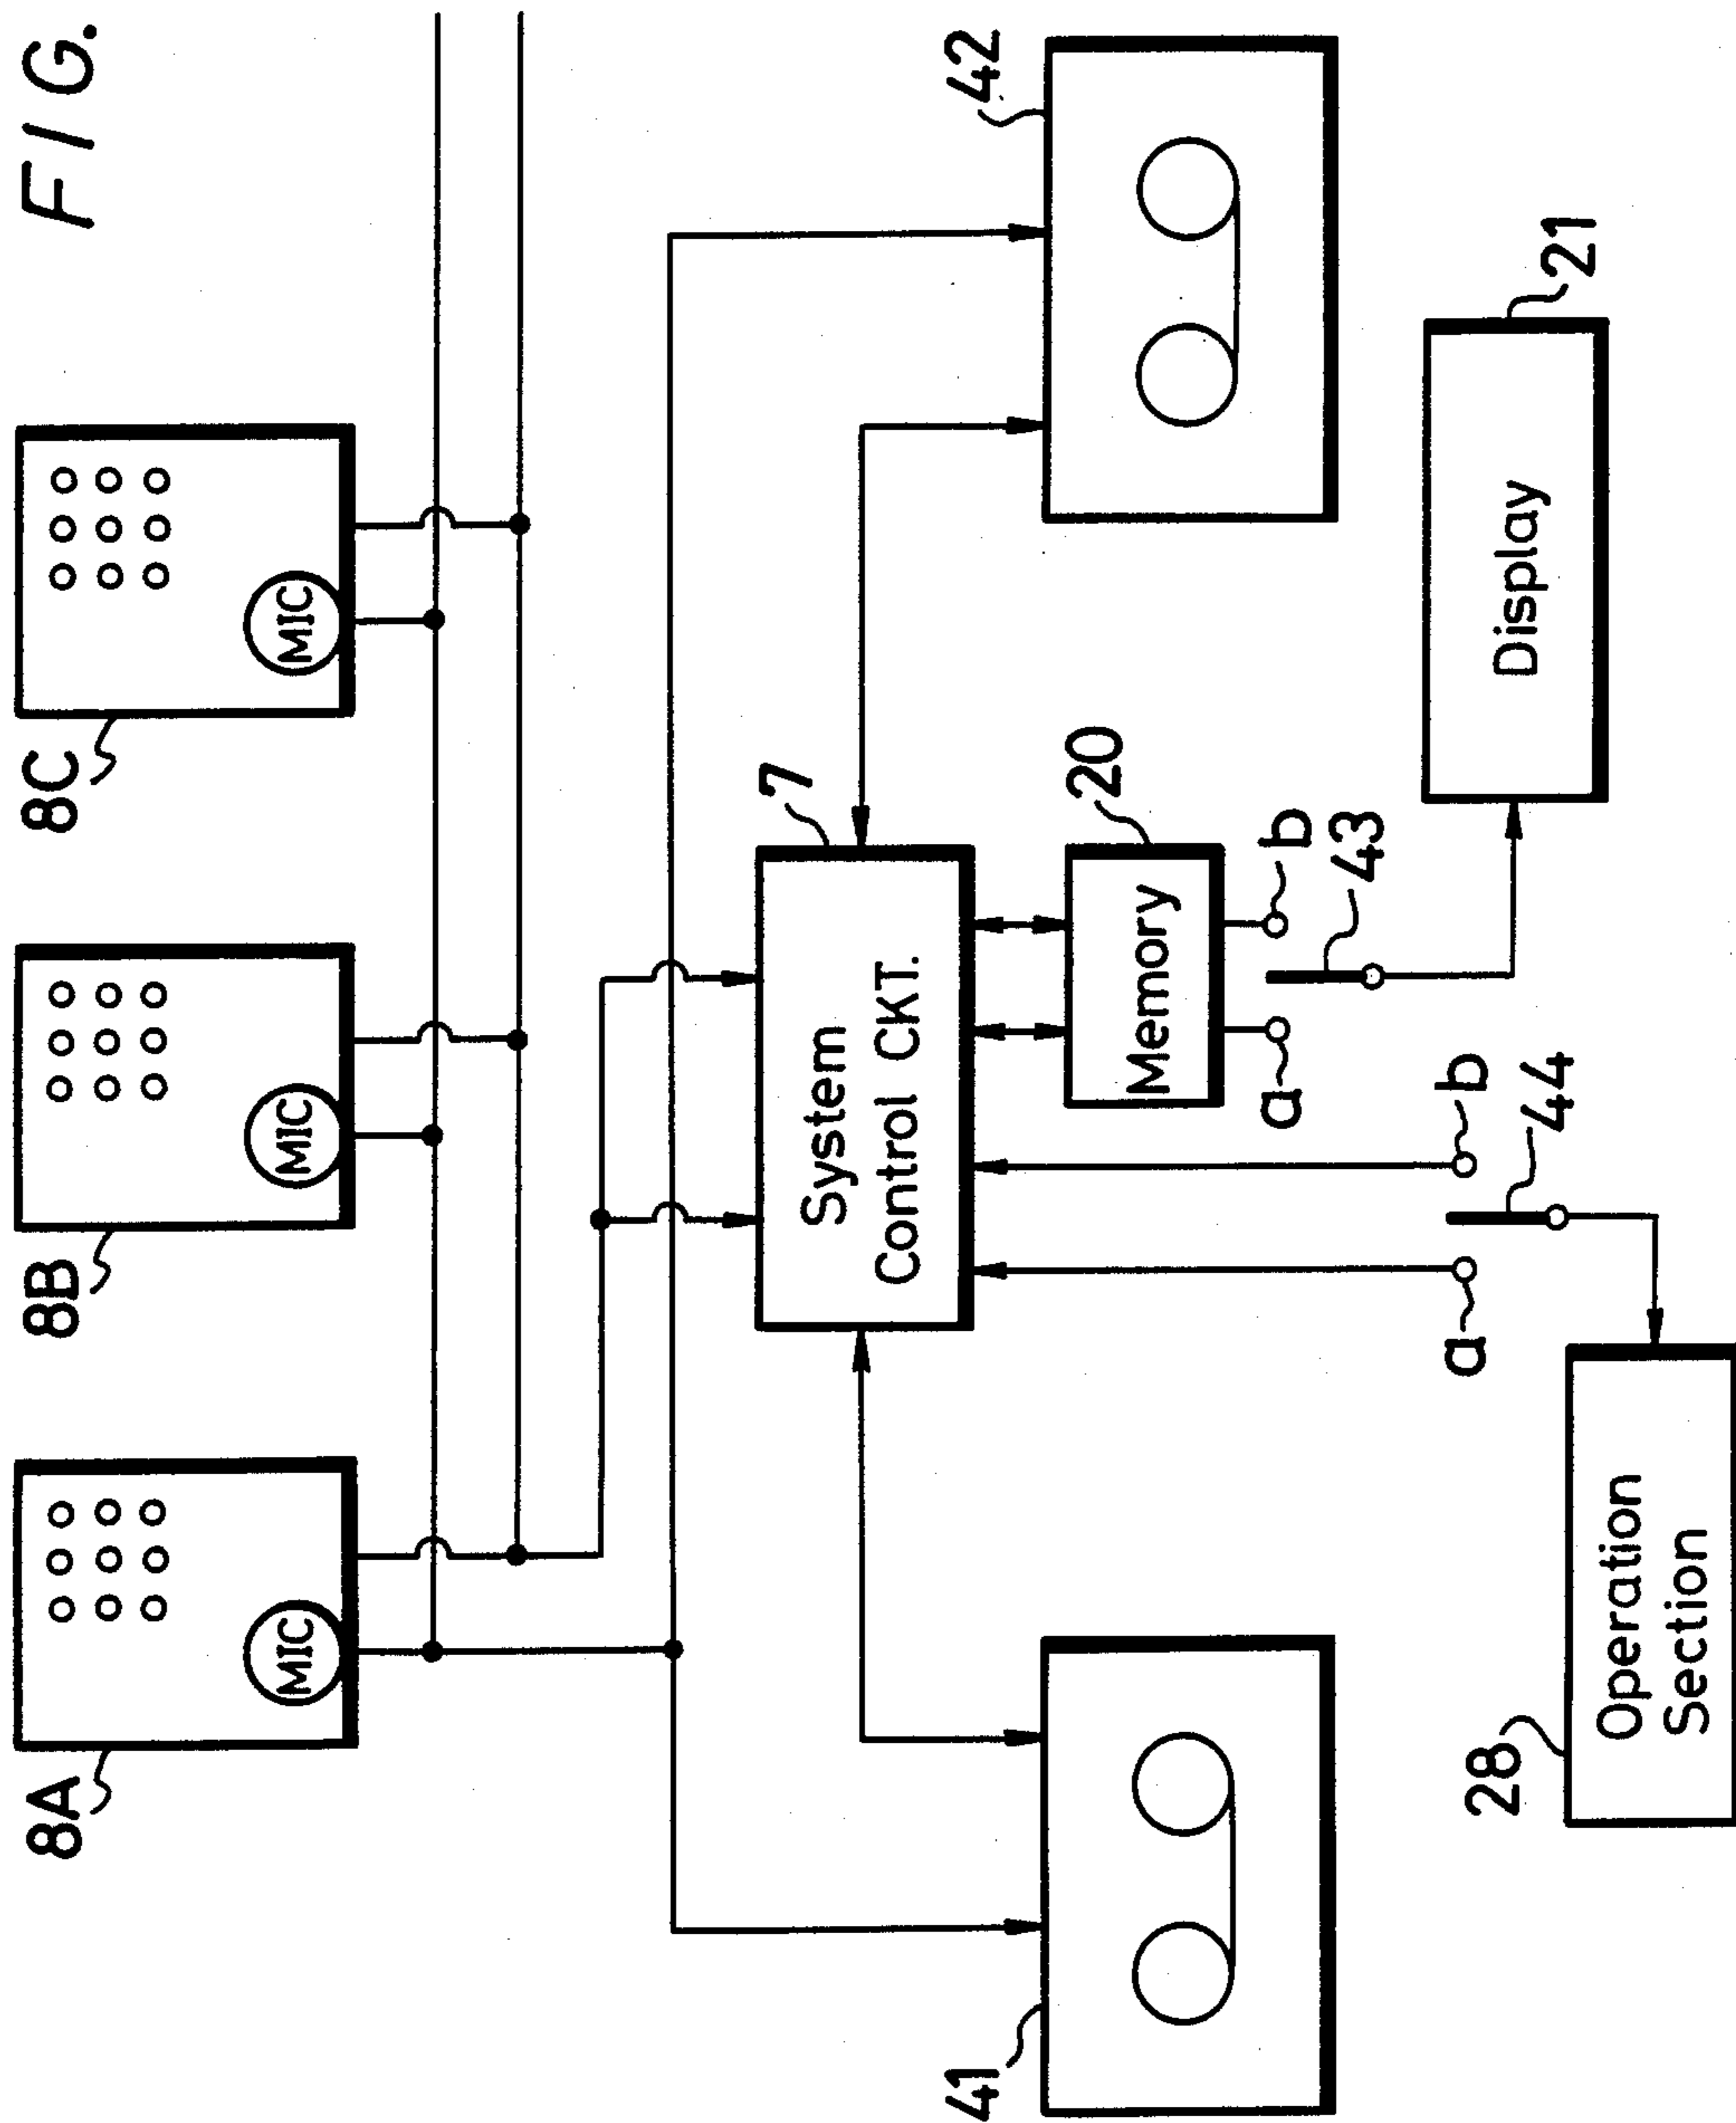 FIG.
8A
8B
8C
MIC
MIC
MIC
41
42
7
System
Control CKT.
20
Memory
a
b
43
a
b
44
28
Operation
Section
Display
21